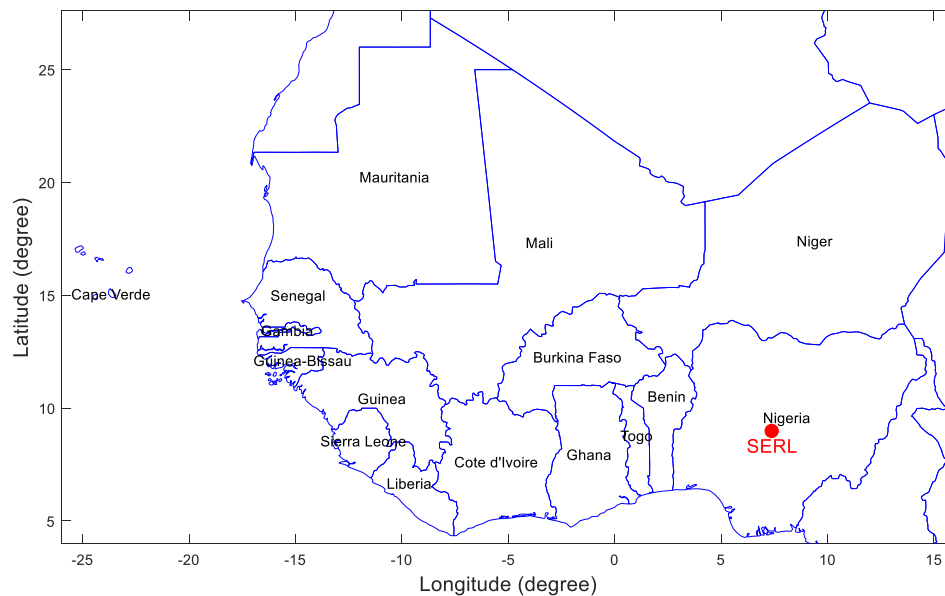 25
20
15
10
5
Latitude (degree)
Mauritania
Mali
Niger
Cape Verde
Senegal
Gambia
Guinea-Bissau
Burkina Faso
Guinea
Benin
Nigeria
Sierra Leone
Togo
SERL
Cote d'Ivoire
Ghana
Liberia
-25 -20 -15 -10 -5 0 5 10 15
Longitude (degree)